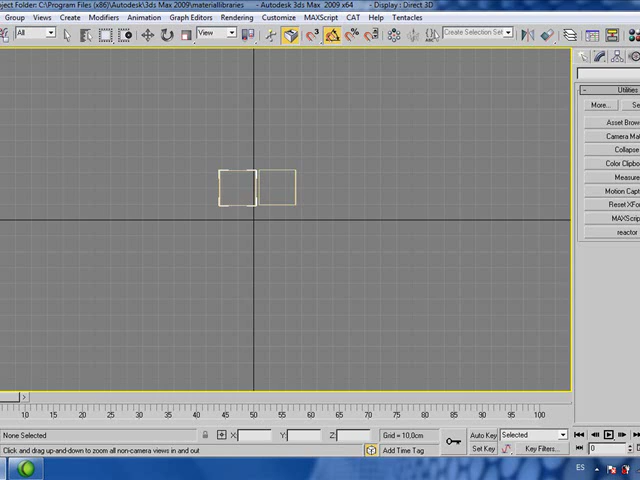 oject Folder: C:\Program Files (x86)\Autodesk\3ds Max 2009\materiallibraries - Autodesk 3ds Max 2009 x64 - Display : Direct 3D
Group Views Create Modifiers Animation Graph Editors Rendering Customize MAXScript CAT Help Tentacles
All View Create Selection Set
- Utilities
More... Se
Asset Brow
Camera Mat
Collapse
Color Clipbo
Measure
Motion Capt
Reset XFo
MAXScrip
reactor
10 15 20 25 30 35 40 45 50 55 60 65 70 75 80 85 90 95 100
None Selected X: Y: Z: Grid = 10,0cm Auto Key Selected
Click and drag up-and-down to zoom all non-camera views in and out Add Time Tag Set Key Key Filters... 0
ES